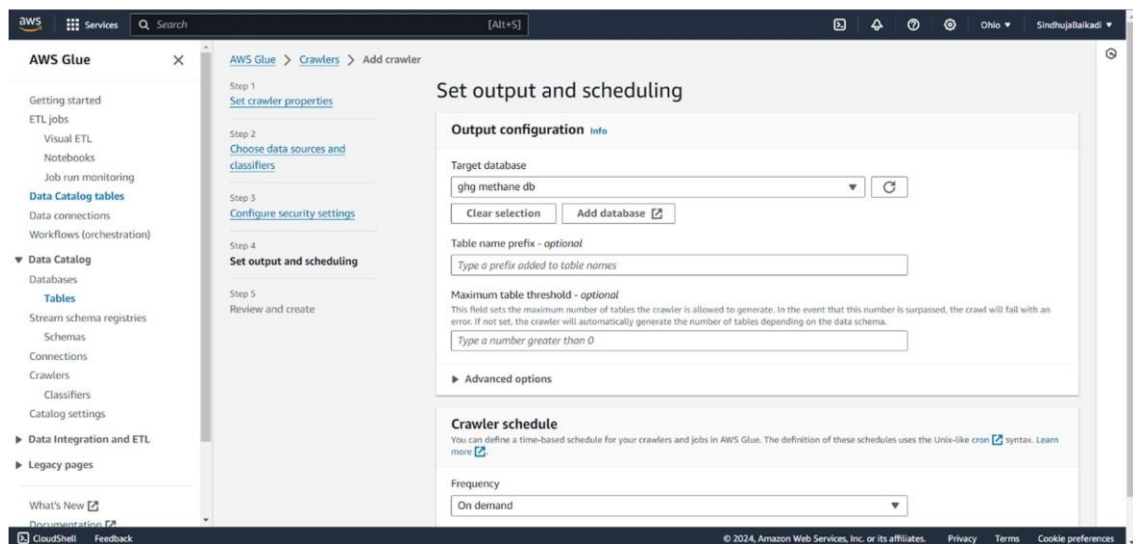 aws
Services
Search
[Alt+S]
Ohio
SindhujaBaikadi
AWS Glue
Getting started
ETL jobs
Visual ETL
Notebooks
Job run monitoring
Data Catalog tables
Data connections
Workflows (orchestration)
Data Catalog
Databases
Tables
Stream schema registries
Schemas
Connections
Crawlers
Classifiers
Catalog settings
Data Integration and ETL
Legacy pages
What's New
Documentation
AWS Glue > Crawlers > Add crawler
Step 1
Set crawler properties
Step 2
Choose data sources and
classifiers
Step 3
Configure security settings
Step 4
Set output and scheduling
Step 5
Review and create
Set output and scheduling
Output configuration Info
Target database
ghg methane db
Clear selection
Add database
Table name prefix - optional
Type a prefix added to table names
Maximum table threshold - optional
This field sets the maximum number of tables the crawler is allowed to generate. In the event that this number is surpassed, the crawl will fail with an
error. If not set, the crawler will automatically generate the number of tables depending on the data schema.
Type a number greater than 0
Advanced options
Crawler schedule
You can define a time-based schedule for your crawlers and jobs in AWS Glue. The definition of these schedules uses the Unix-like cron syntax. Learn
more.
Frequency
On demand
CloudShell
Feedback
© 2024, Amazon Web Services, Inc. or its affiliates.
Privacy
Terms
Cookie preferences